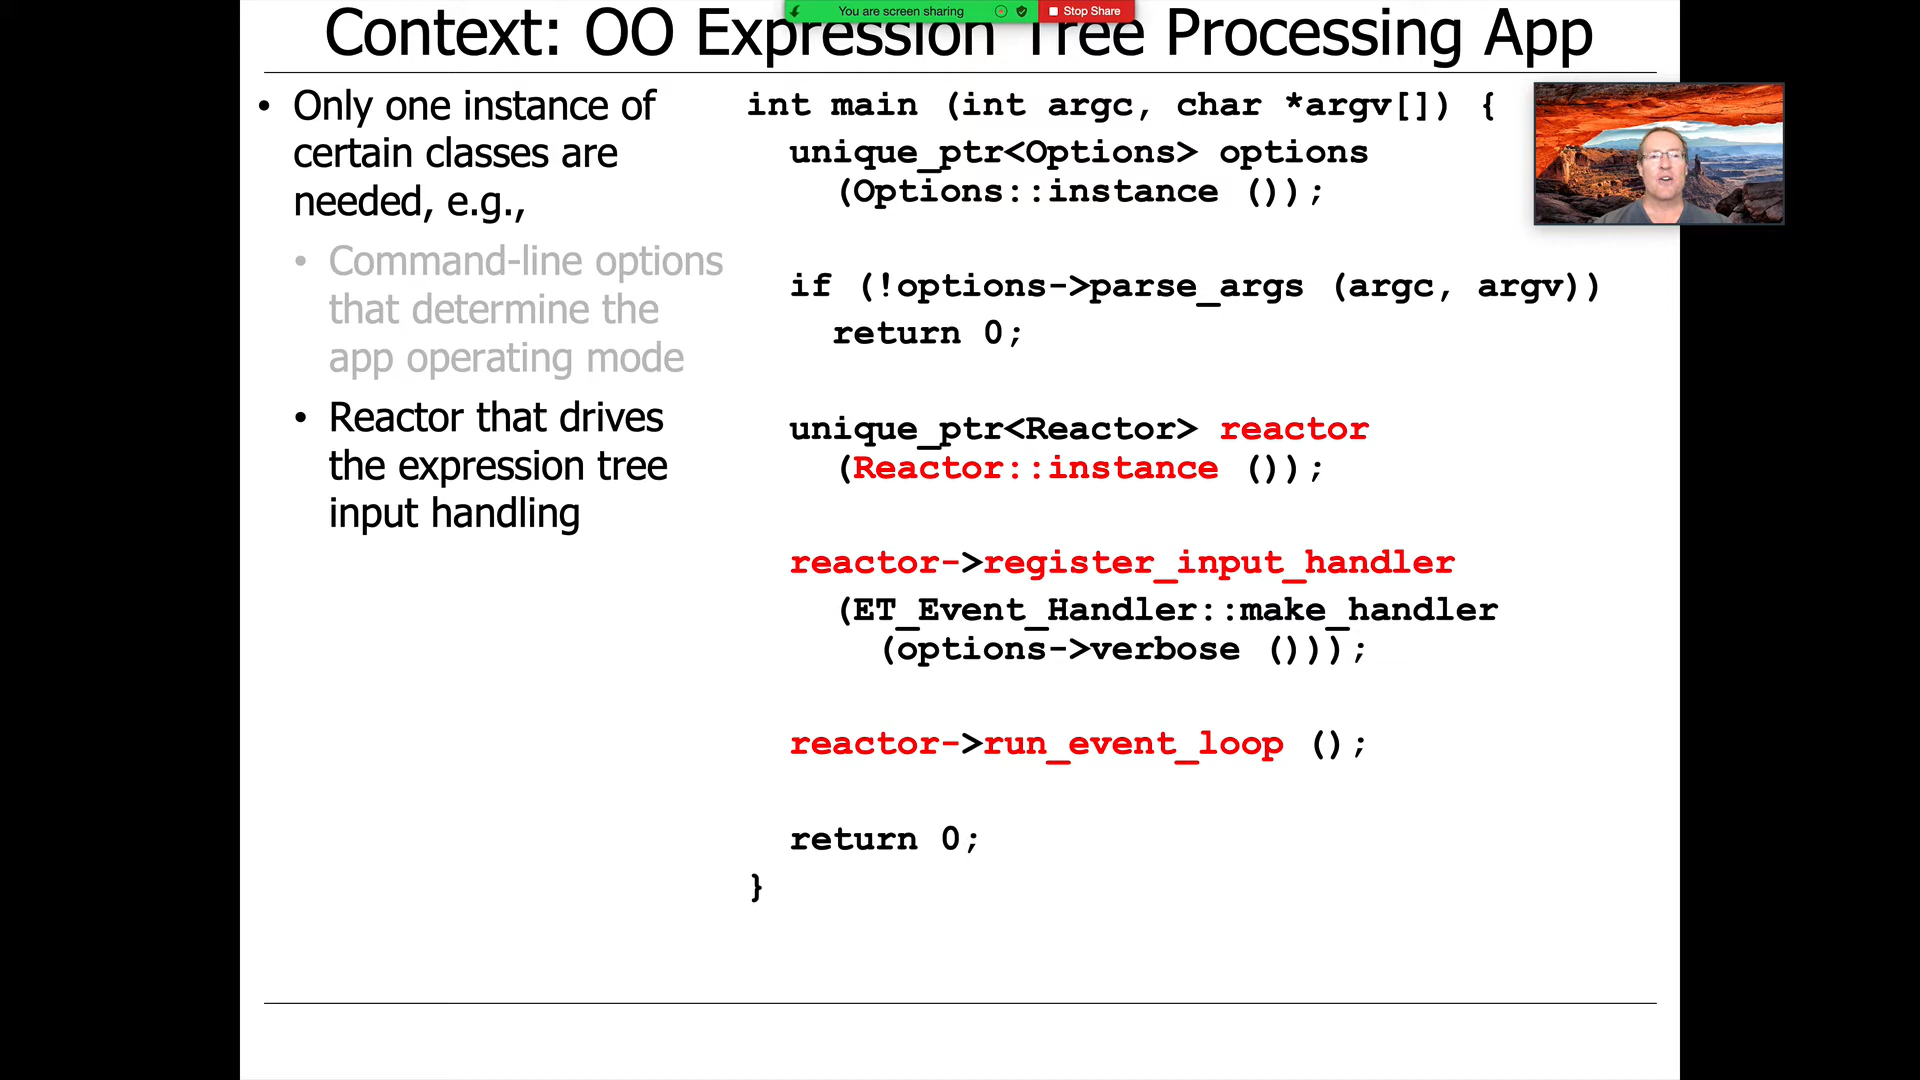 You are screen sharing
Stop Share
Context: OO Expression Tree Processing App
• Only one instance of
certain classes are
needed, e.g.,
• Command-line options
that determine the
app operating mode
• Reactor that drives
the expression tree
input handling
int main (int argc, char *argv[]) {
unique_ptr<Options> options
(Options::instance ());
if (!options->parse_args (argc, argv))
return 0;
unique_ptr<Reactor> reactor
(Reactor::instance ());
reactor->register_input_handler
(ET_Event_Handler::make_handler
(options->verbose ()));
reactor->run_event_loop ();
return 0;
}